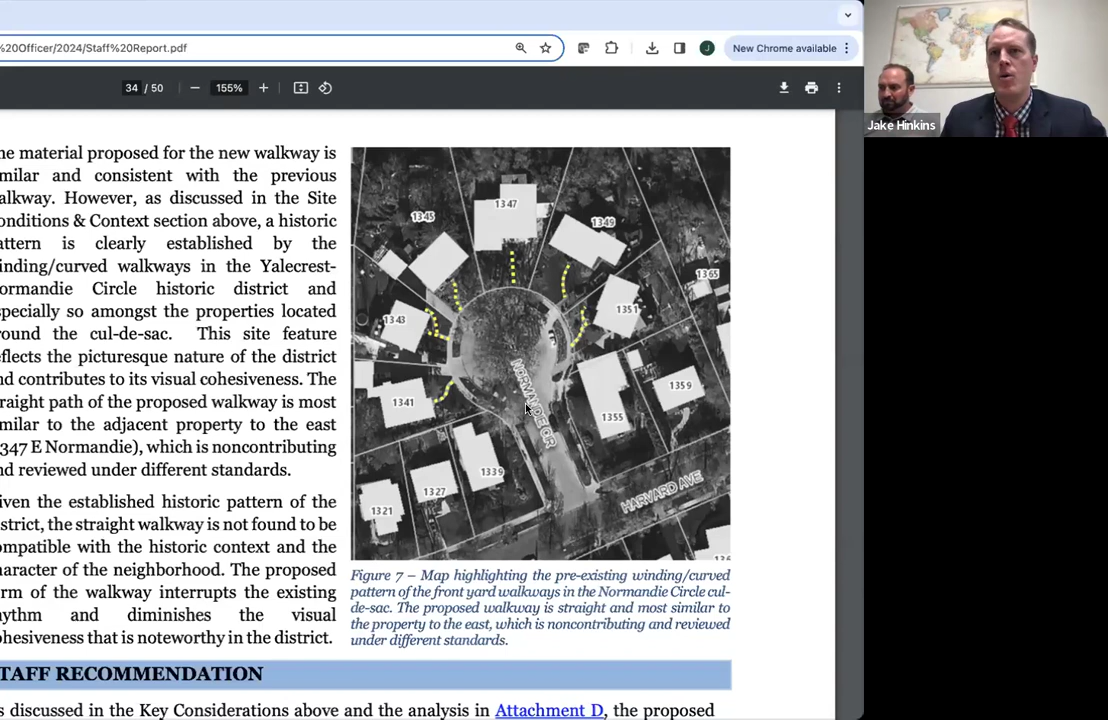 %20Officer/2024/Staff%20Report.pdf
New Chrome available
J
34 / 50
155%
Jake Hinkins
he material proposed for the new walkway is
milar and consistent with the previous
alkway. However, as discussed in the Site
onditions & Context section above, a historic
attern is clearly established by the
inding/curved walkways in the Yalecrest-
ormandie Circle historic district and
specially so amongst the properties located
round the cul-de-sac. This site feature
eflects the picturesque nature of the district
nd contributes to its visual cohesiveness. The
raight path of the proposed walkway is most
milar to the adjacent property to the east
347 E Normandie), which is noncontributing
nd reviewed under different standards.
iven the established historic pattern of the
strict, the straight walkway is not found to be
ompatible with the historic context and the
haracter of the neighborhood. The proposed
rm of the walkway interrupts the existing
hythm and diminishes the visual
ohesiveness that is noteworthy in the district.
1347
1345
1349
1365
1351
1343
1359
1341
1355
1339
1327
1321
NORMANDIE CIR
HARVARD AVE
Figure 7 – Map highlighting the pre-existing winding/curved
pattern of the front yard walkways in the Normandie Circle cul-
de-sac. The proposed walkway is straight and most similar to
the property to the east, which is noncontributing and reviewed
under different standards.
TAFF RECOMMENDATION
s discussed in the Key Considerations above and the analysis in Attachment D, the proposed